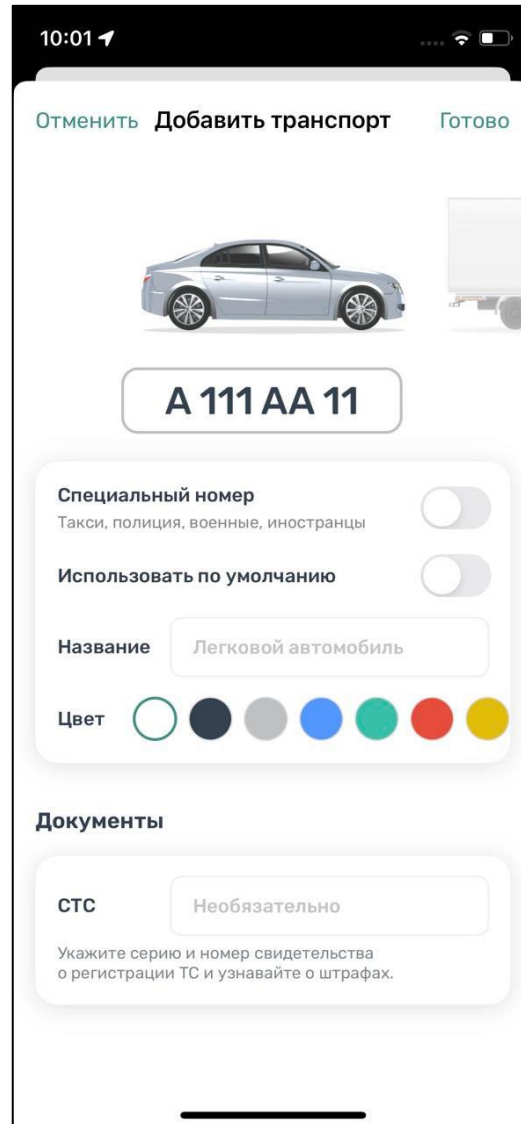 10:01
Отменить Добавить транспорт Готово
А 111 АА 11
Специальный номер
Такси, полиция, военные, иностранцы
Использовать по умолчанию
Название Легковой автомобиль
Цвет
Документы
СТС Необязательно
Укажите серию и номер свидетельства
о регистрации ТС и узнавайте о штрафах.